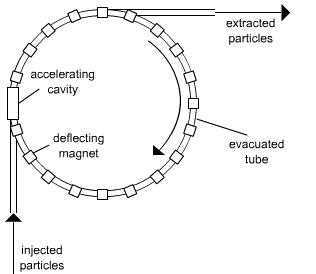 extracted
particles
accelerating
cavity
deflecting
magnet
evacuated
tube
injected
particles